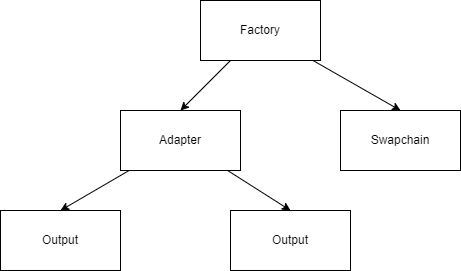 Factory
Adapter
Swapchain
Output
Output